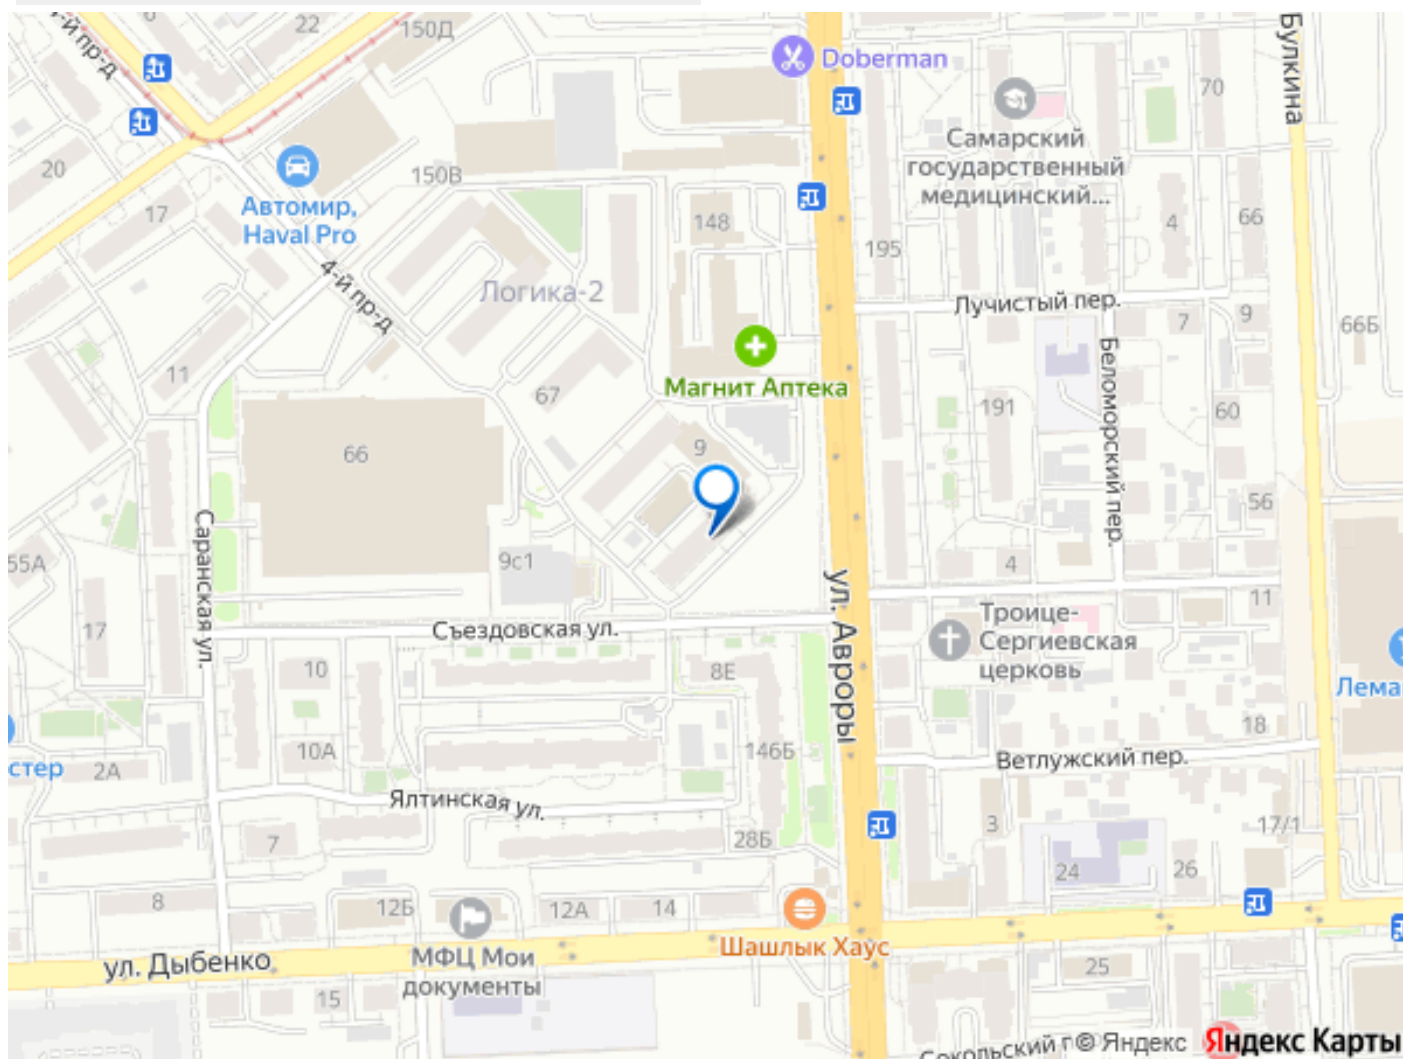 22
150Д
Doberman
Булкина
-й пр-д
70
Самарский
государственный
медицинский...
20
150В
Автомир,
Haval Pro
17
148
4
66
195
4-й пр-д
Логика-2
Лучистый пер.
7
9
66Б
Магнит Аптека
11
67
191
60
Беломорский пер.
66
9
56
Саранская ул.
55А
9с1
4
ул. Авроры
11
Троице-
Сергиевская
церковь
17
Съездовская ул.
10
8Е
Лема
18
10А
146Б
Ветлужский пер.
стер
2А
Ялтинская ул.
7
28Б
3
17/1
24
26
8
12Б
12А
14
Шашлык Хаус
ул. Дыбенко
МФЦ Мои
документы
25
15
Сокольский п
© Яндекс
Яндекс Карты